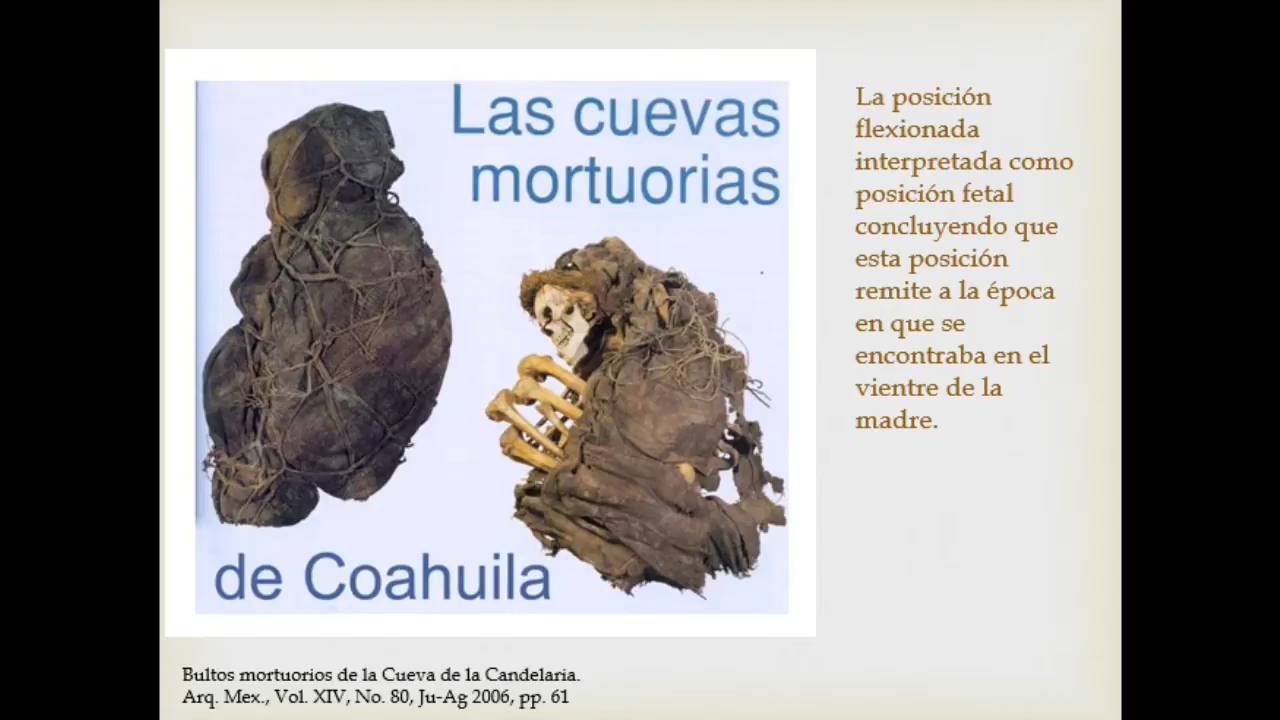 Las cuevas
mortuorias
de Coahuila
La posición
flexionada
interpretada como
posición fetal
concluyendo que
esta posición
remite a la época
en que se
encontraba en el
vientre de la
madre.
Bultos mortuorios de la Cueva de la Candelaria.
Arq. Mex., Vol. XIV, No. 80, Ju-Ag 2006, pp. 61